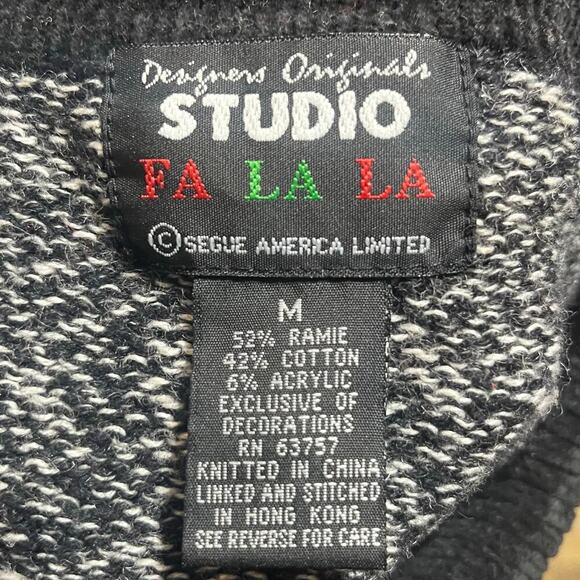 Designers Originals
STUDIO
FA LA LA
© SEGUE AMERICA LIMITED
M
52% RAMIE
42% COTTON
6% ACRYLIC
EXCLUSIVE OF
DECORATIONS
RN 63757
KNITTED IN CHINA
LINKED AND STITCHED
IN HONG KONG
SEE REVERSE FOR CARE